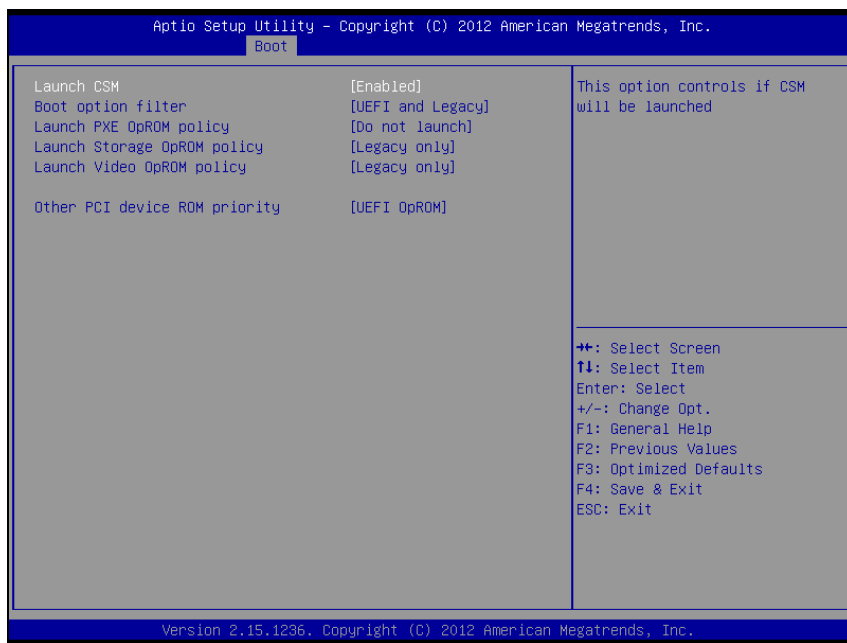 Aptio Setup Utility – Copyright (C) 2012 American Megatrends, Inc.
Boot
Launch CSM [Enabled]
Boot option filter [UEFI and Legacy]
Launch PXE OpROM policy [Do not launch]
Launch Storage OpROM policy [Legacy only]
Launch Video OpROM policy [Legacy only]
Other PCI device ROM priority [UEFI OpROM]
This option controls if CSM
will be launched
→←: Select Screen
↑↓: Select Item
Enter: Select
+/-: Change Opt.
F1: General Help
F2: Previous Values
F3: Optimized Defaults
F4: Save & Exit
ESC: Exit
Version 2.15.1236. Copyright (C) 2012 American Megatrends, Inc.